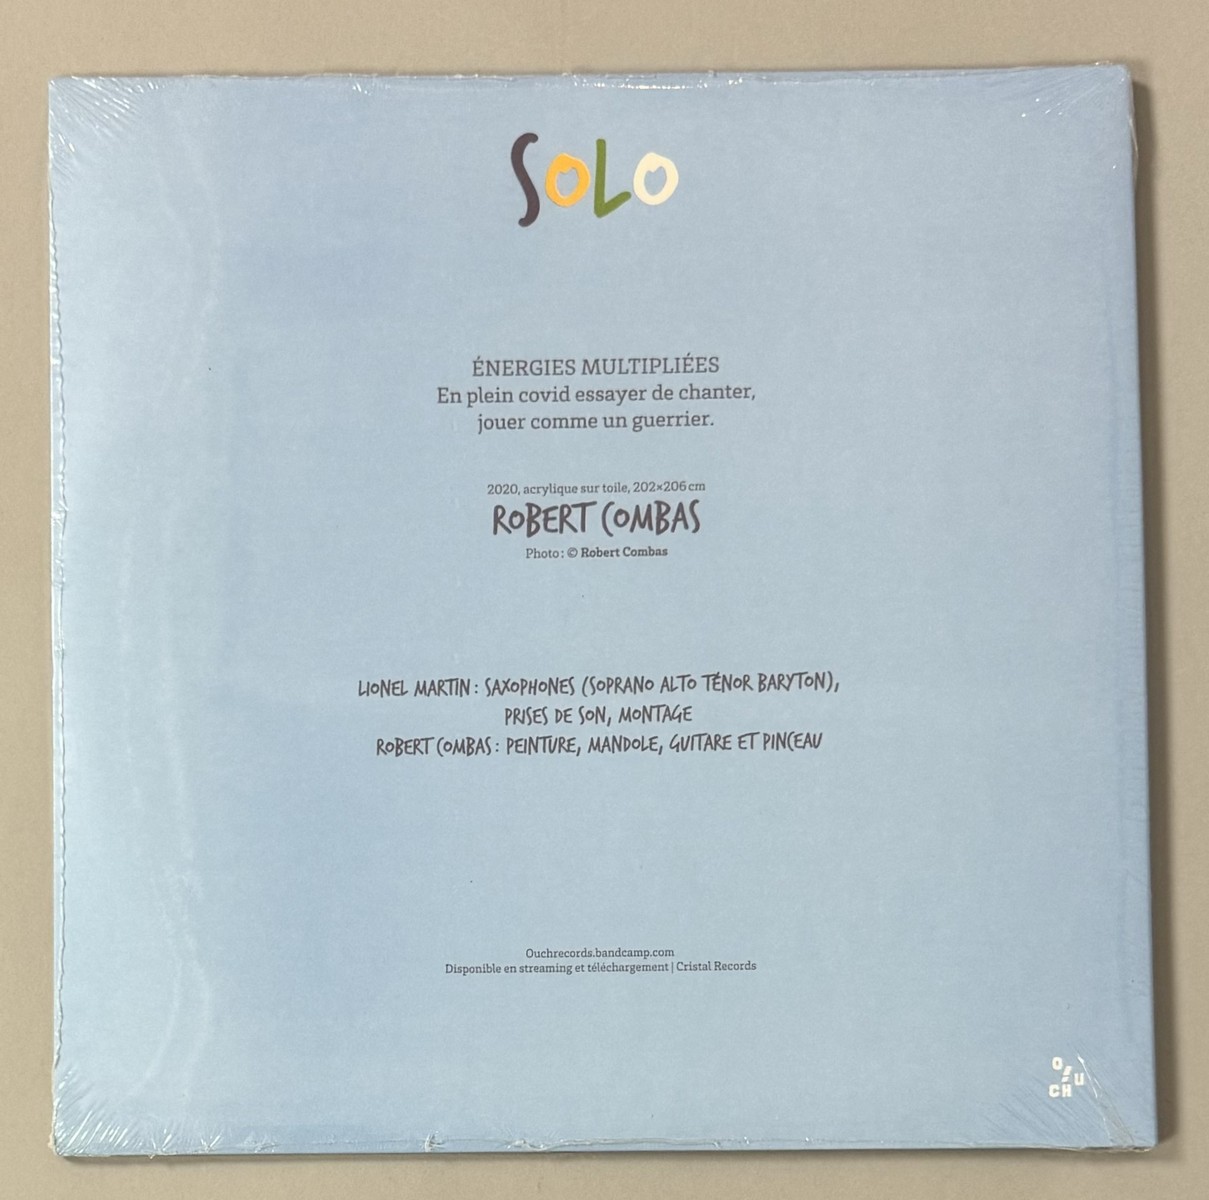 SOLO
ÉNERGIES MULTIPLIÉES
En plein covid essayer de chanter,
jouer comme un guerrier.
2020, acrylique sur toile, 202×206 cm
ROBERT COMBAS
Photo : © Robert Combas
LIONEL MARTIN : SAXOPHONES (SOPRANO ALTO TÉNOR BARYTON),
PRISES DE SON, MONTAGE
ROBERT COMBAS : PEINTURE, MANDOLE, GUITARE ET PINCEAU
Ouchrecords.bandcamp.com
Disponible en streaming et téléchargement | Cristal Records
O U
CH !